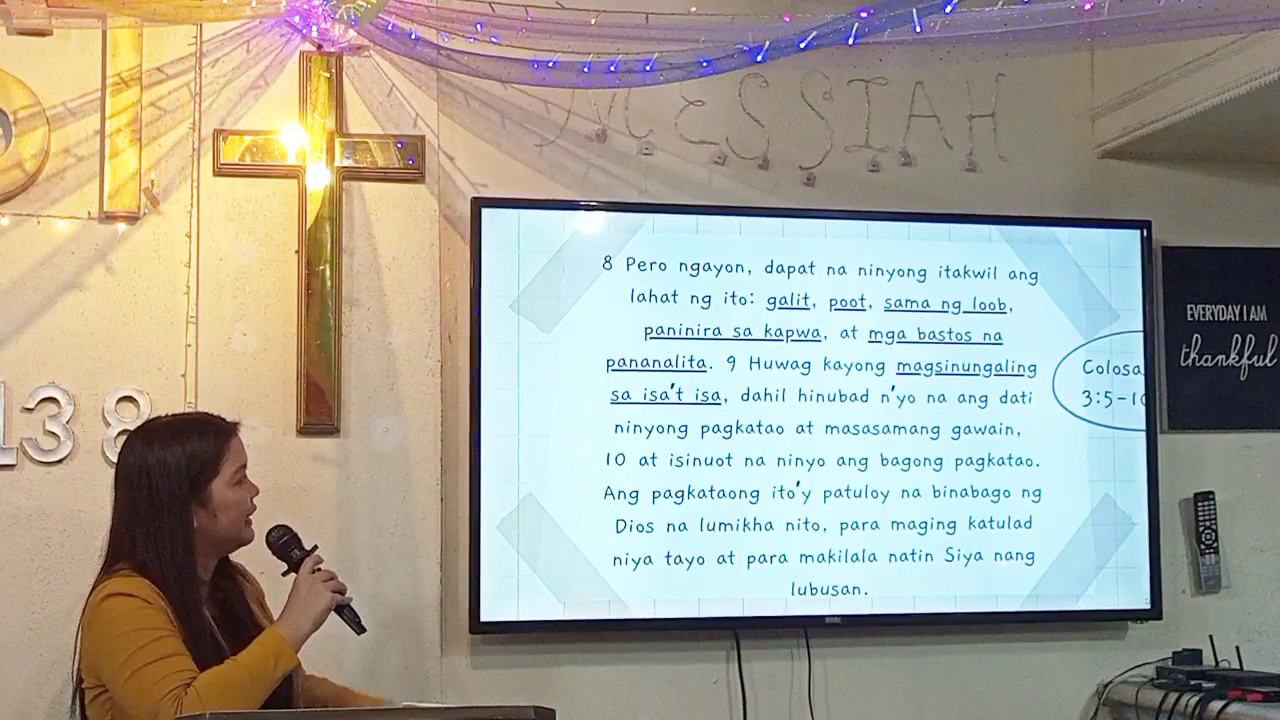 MESSIAH
8 Pero ngayon, dapat na ninyong itakwil ang
lahat ng ito: galit, poot, sama ng loob,
paninira sa kapwa, at mga bastos na
pananalita. 9 Huwag kayong magsinungaling
sa isa't isa, dahil hinubad n'yo na ang dati
ninyong pagkatao at masasamang gawain,
10 at isinuot na ninyo ang bagong pagkatao.
Ang pagkataong ito'y patuloy na binabago ng
Dios na lumikha nito, para maging katulad
niya tayo at para makilala natin Siya nang
lubusan.
Colosa
3:5-10
EVERYDAY I AM
thankful
138